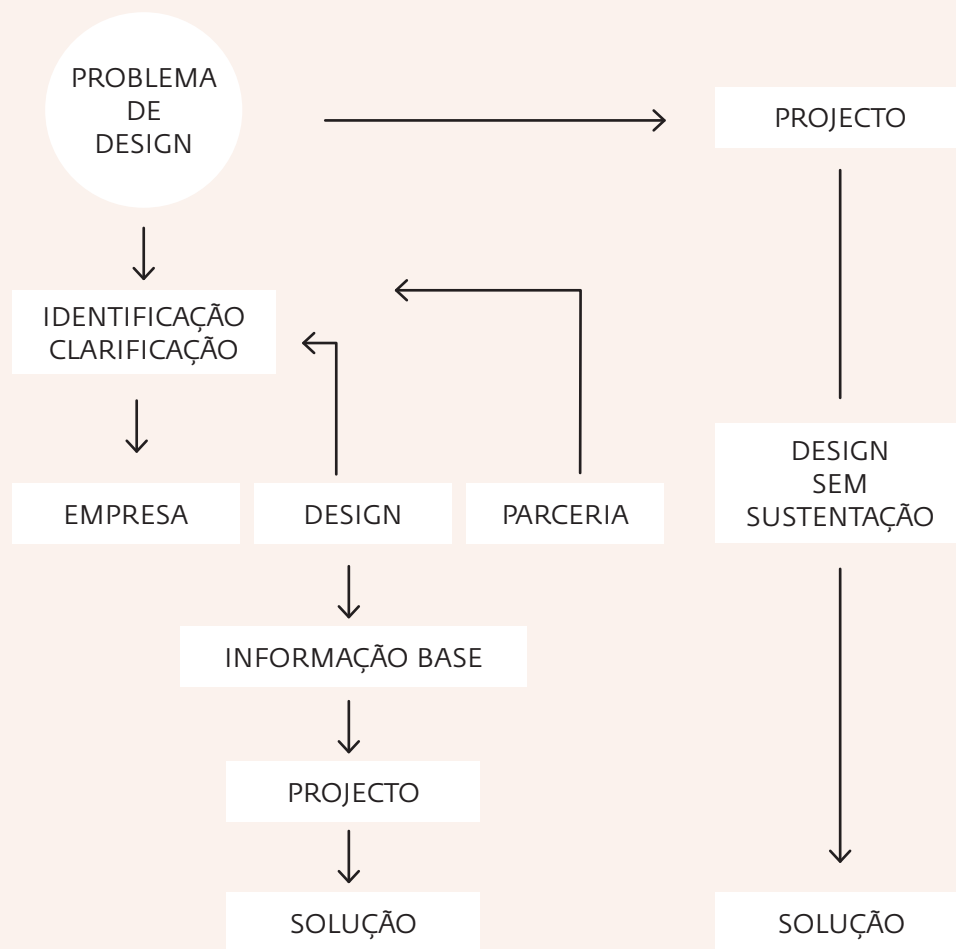 PROBLEMA
DE
DESIGN
PROJECTO
IDENTIFICAÇÃO
CLARIFICAÇÃO
EMPRESA
DESIGN
PARCERIA
DESIGN
SEM
SUSTENTAÇÃO
INFORMAÇÃO BASE
PROJECTO
SOLUÇÃO
SOLUÇÃO